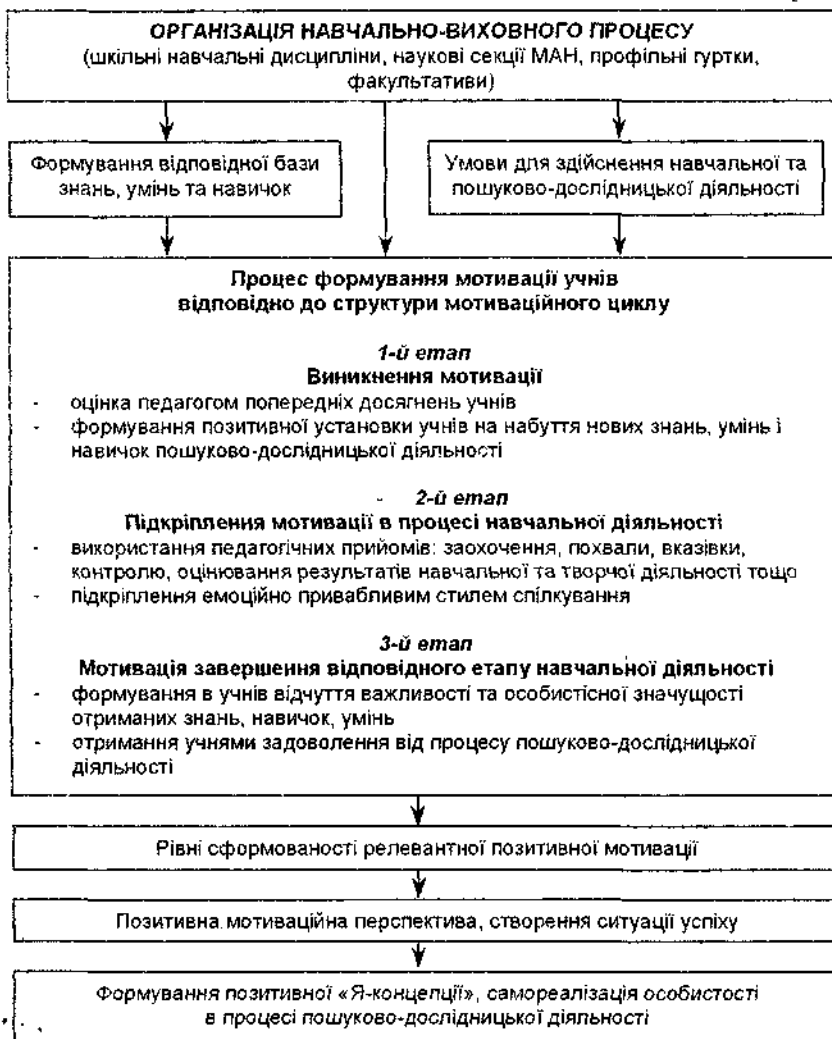 ОРГАНІЗАЦІЯ НАВЧАЛЬНО-ВИХОВНОГО ПРОЦЕСУ
(шкільні навчальні дисципліни, наукові секції МАН, профільні гуртки,
факультативи)
Формування відповідної бази
знань, умінь та навичок
Умови для здійснення навчальної та
пошуково-дослідницької діяльності
Процес формування мотивації учнів
відповідно до структури мотиваційного циклу
1-й етап
Виникнення мотивації
- оцінка педагогом попередніх досягнень учнів
- формування позитивної установки учнів на набуття нових знань, умінь і
навичок пошуково-дослідницької діяльності
- 2-й етап
Підкріплення мотивації в процесі навчальної діяльності
- використання педагогічних прийомів: заохочення, похвали, вказівки,
контролю, оцінювання результатів навчальної та творчої діяльності тощо
- підкріплення емоційно привабливим стилем спілкування
3-й етап
Мотивація завершення відповідного етапу навчальної діяльності
- формування в учнів відчуття важливості та особистісної значущості
отриманих знань, навичок, умінь
- отримання учнями задоволення від процесу пошуково-дослідницької
діяльності
Рівні сформованості релевантної позитивної мотивації
Позитивна мотиваційна перспектива, створення ситуації успіху
Формування позитивної «Я-концепції», самореалізація особистості
в процесі пошуково-дослідницької діяльності